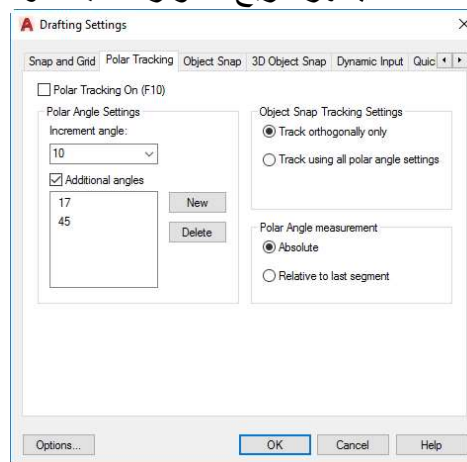 Drafting Settings
Snap and Grid Polar Tracking Object Snap 3D Object Snap Dynamic Input Quic
Polar Tracking On (F10)
Polar Angle Settings
Increment angle:
10
Additional angles
17
45
New
Delete
Object Snap Tracking Settings
Track orthogonally only
Track using all polar angle settings
Polar Angle measurement
Absolute
Relative to last segment
Options...
OK
Cancel
Help